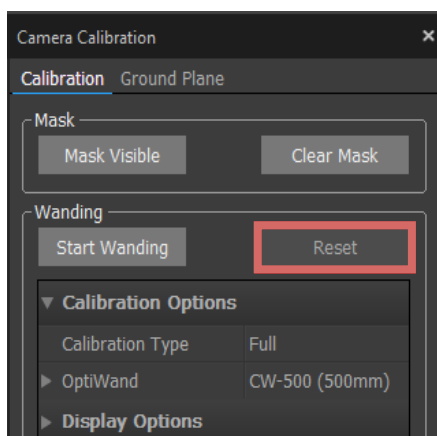 Camera Calibration
Calibration Ground Plane
Mask
Mask Visible Clear Mask
Wanding
Start Wanding Reset
Calibration Options
Calibration Type Full
OptiWand CW-500 (500mm)
Display Options